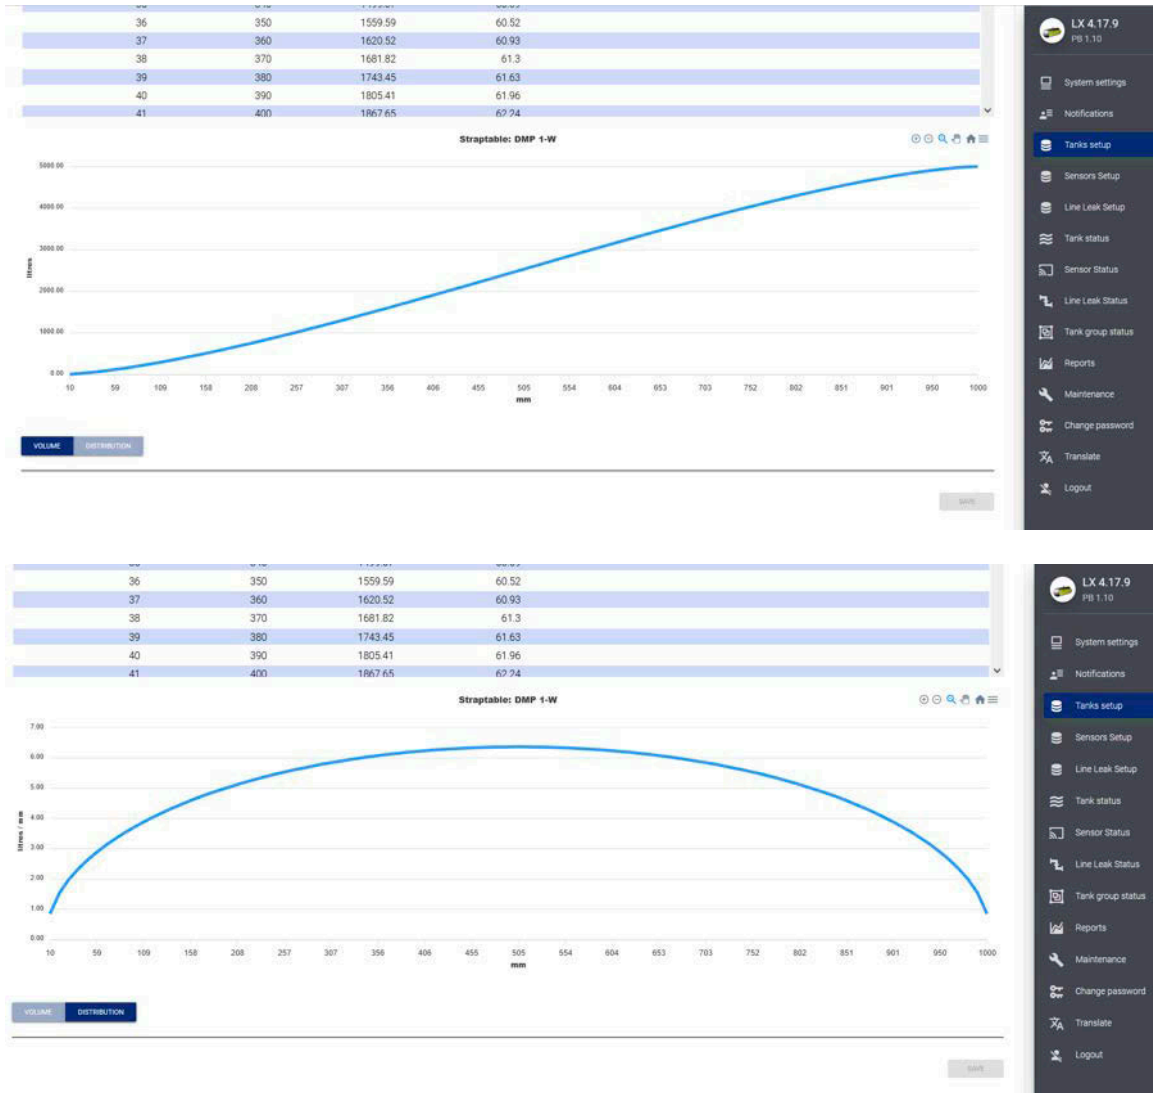 36 350 1559.59 60.52
37 360 1620.52 60.93
38 370 1681.82 61.3
39 380 1743.45 61.63
40 390 1805.41 61.96
41 400 1867.65 62.24
Straptable: DMP 1-W
5000.00
4000.00
3000.00
2000.00
1000.00
0.00
litres
10 59 109 158 208 257 307 356 406 455 505 554 604 653 703 752 802 851 901 950 1000
mm
VOLUME DISTRIBUTION
SAVE
LX 4.17.9
PB 1.10
System settings
Notifications
Tanks setup
Sensors Setup
Line Leak Setup
Tank status
Sensor Status
Line Leak Status
Tank group status
Reports
Maintenance
Change password
Translate
Logout
36 350 1559.59 60.52
37 360 1620.52 60.93
38 370 1681.82 61.3
39 380 1743.45 61.63
40 390 1805.41 61.96
41 400 1867.65 62.24
Straptable: DMP 1-W
7.00
6.00
5.00
4.00
3.00
2.00
1.00
0.00
litres / mm
10 59 109 158 208 257 307 356 406 455 505 554 604 653 703 752 802 851 901 950 1000
mm
VOLUME DISTRIBUTION
SAVE
LX 4.17.9
PB 1.10
System settings
Notifications
Tanks setup
Sensors Setup
Line Leak Setup
Tank status
Sensor Status
Line Leak Status
Tank group status
Reports
Maintenance
Change password
Translate
Logout